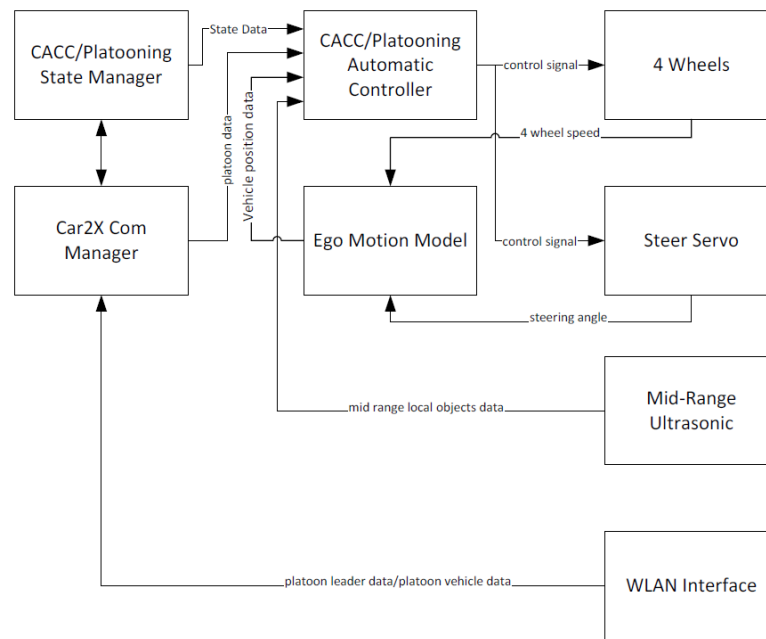 State Data
CACC/Platooning
State Manager
CACC/Platooning
Automatic
Controller
control signal
4 Wheels
platoon data
Vehicle position data
4 wheel speed
Car2X Com
Manager
Ego Motion Model
control signal
Steer Servo
steering angle
mid range local objects data
Mid-Range
Ultrasonic
platoon leader data/platoon vehicle data
WLAN Interface